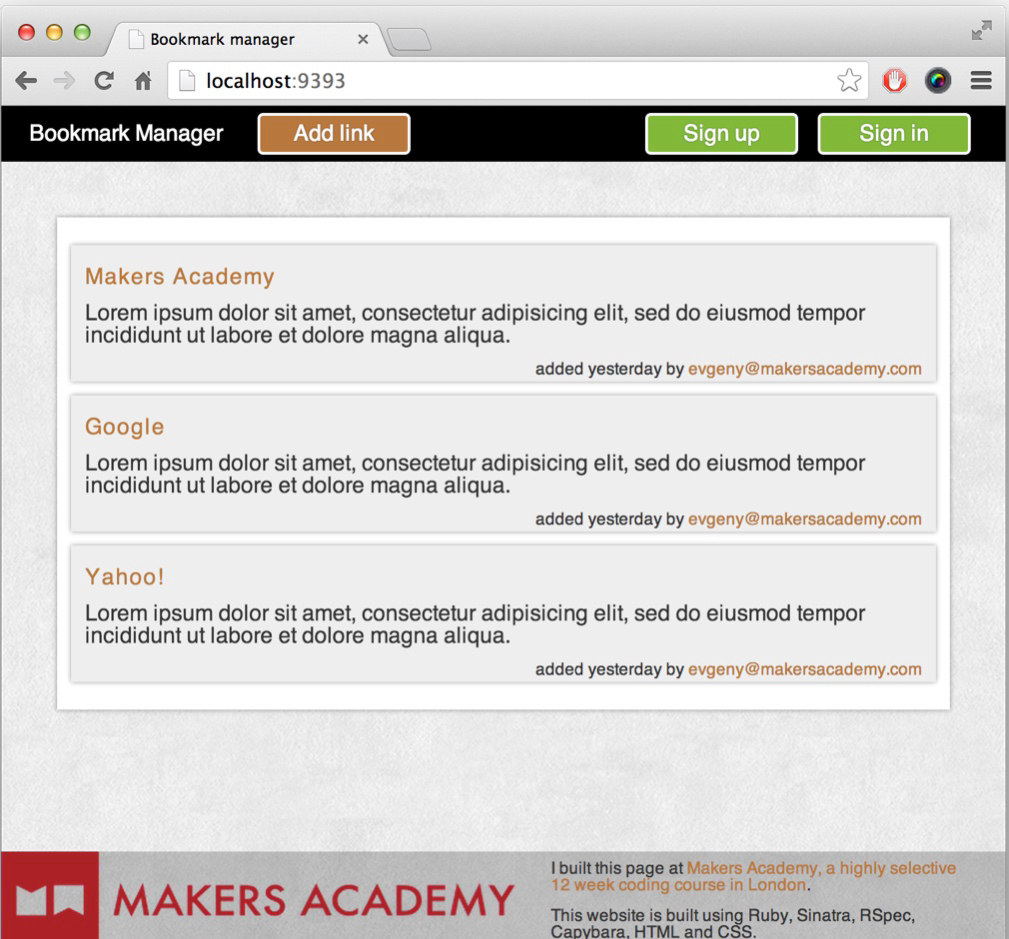 Bookmark manager
localhost:9393
Bookmark Manager
Add link
Sign up
Sign in
Makers Academy
Lorem ipsum dolor sit amet, consectetur adipisicing elit, sed do eiusmod tempor
incididunt ut labore et dolore magna aliqua.
added yesterday by evgeny@makersacademy.com
Google
Lorem ipsum dolor sit amet, consectetur adipisicing elit, sed do eiusmod tempor
incididunt ut labore et dolore magna aliqua.
added yesterday by evgeny@makersacademy.com
Yahoo!
Lorem ipsum dolor sit amet, consectetur adipisicing elit, sed do eiusmod tempor
incididunt ut labore et dolore magna aliqua.
added yesterday by evgeny@makersacademy.com
MAKERS ACADEMY
I built this page at Makers Academy, a highly selective
12 week coding course in London.
This website is built using Ruby, Sinatra, RSpec,
Capybara, HTML and CSS.